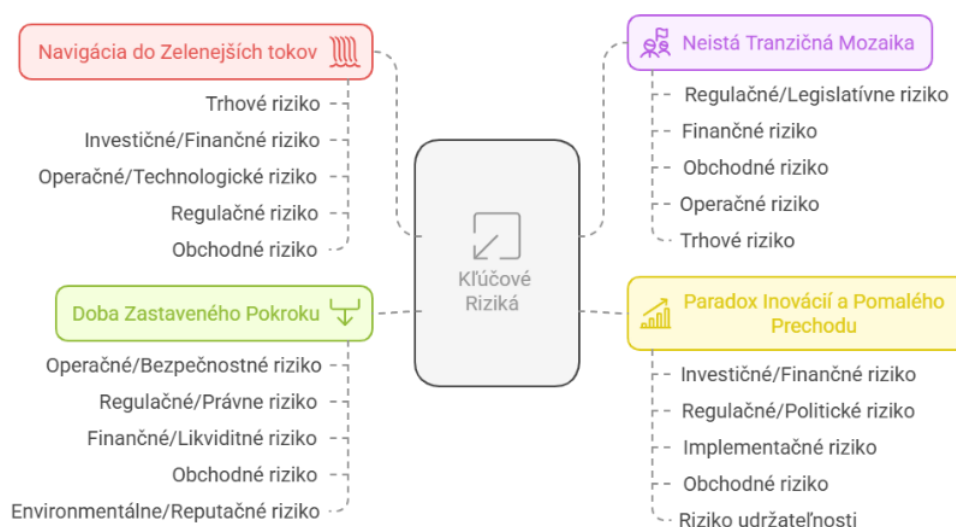 Navigácia do Zelenejších tokov
Trhové riziko
Investičné/Finančné riziko
Operačné/Technologické riziko
Regulačné riziko
Obchodné riziko
Doba Zastaveného Pokroku
Operačné/Bezpečnostné riziko
Regulačné/Právne riziko
Finančné/Likviditné riziko
Obchodné riziko
Environmentálne/Reputačné riziko
Kľúčové
Riziká
Neistá Tranzičná Mozaika
Regulačné/Legislatívne riziko
Finančné riziko
Obchodné riziko
Operačné riziko
Trhové riziko
Paradox Inovácií a Pomalého
Prechodu
Investičné/Finančné riziko
Regulačné/Politické riziko
Implementačné riziko
Obchodné riziko
Riziko udržateľnosti